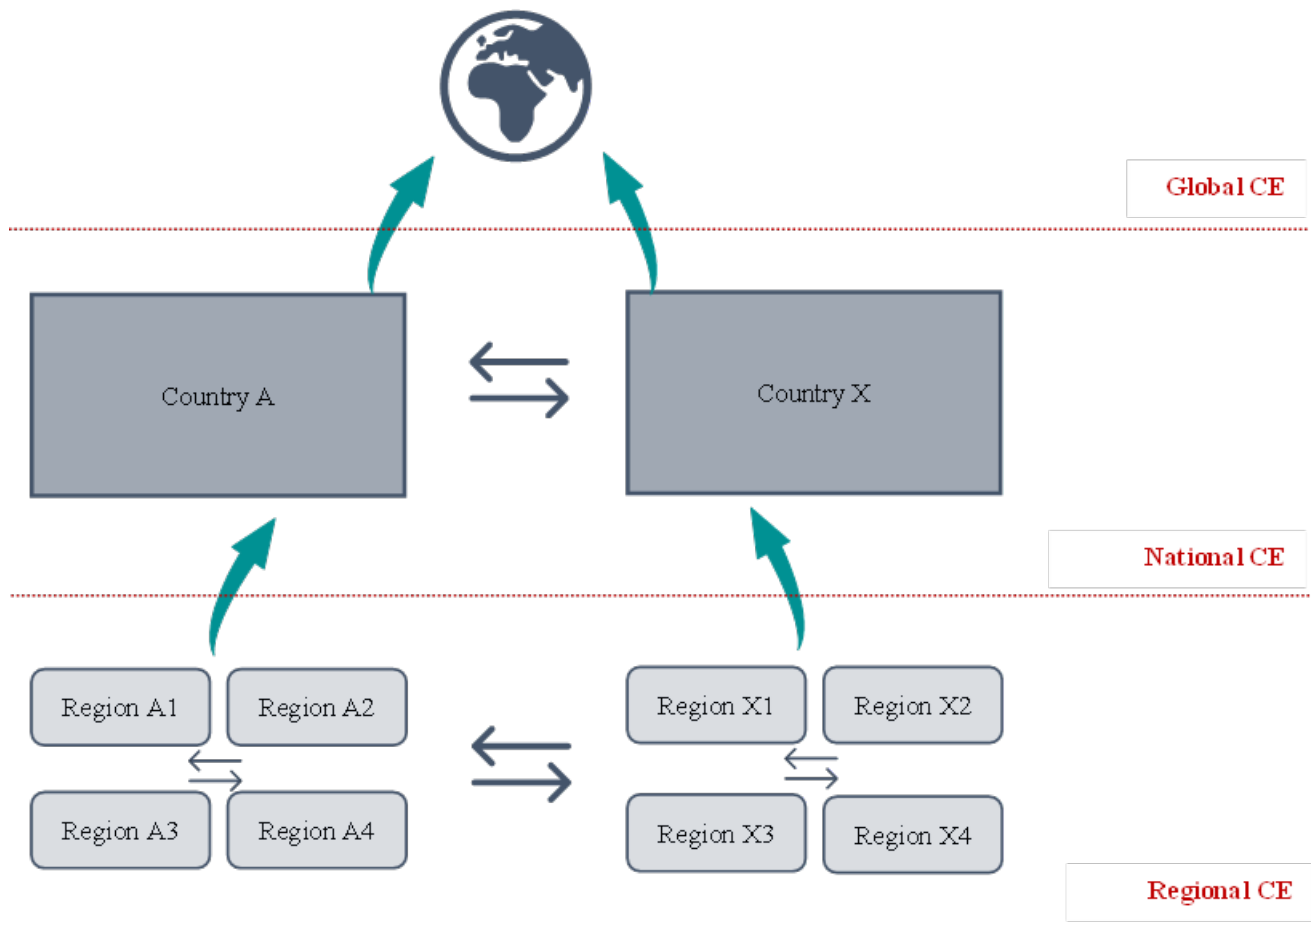 Global CE
Country A
Country X
National CE
Region A1
Region A2
Region X1
Region X2
Region A3
Region A4
Region X3
Region X4
Regional CE